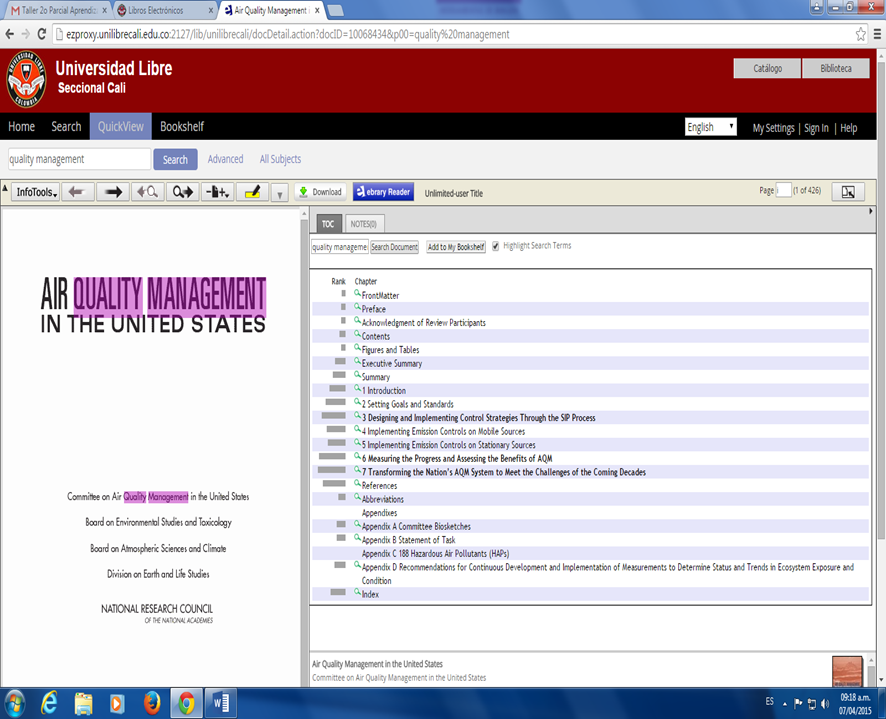 Taller 2o Parcial Aprendiz
Libros Electrónicos
Air Quality Management
ezproxy.unilibrecali.edu.co:2127/lib/unilibrecali/docDetail.action?docID=10068434&p00=quality%20management
Universidad Libre
Seccional Cali
Catálogo
Biblioteca
Home Search QuickView Bookshelf
English
My Settings | Sign In | Help
quality management
Search
Advanced
All Subjects
InfoTools
Download
ebrary Reader
Unlimited-user Title
Page
(1 of 426)
AIR QUALITY MANAGEMENT
IN THE UNITED STATES
Committee on Air Quality Management in the United States
Board on Environmental Studies and Toxicology
Board on Atmospheric Sciences and Climate
Division on Earth and Life Studies
NATIONAL RESEARCH COUNCIL
OF THE NATIONAL ACADEMIES
TOC
NOTES(0)
quality manageme
Search Document
Add to My Bookshelf
Highlight Search Terms
Rank Chapter
FrontMatter
Preface
Acknowledgment of Review Participants
Contents
Figures and Tables
Executive Summary
Summary
1 Introduction
2 Setting Goals and Standards
3 Designing and Implementing Control Strategies Through the SIP Process
4 Implementing Emission Controls on Mobile Sources
5 Implementing Emission Controls on Stationary Sources
6 Measuring the Progress and Assessing the Benefits of AQM
7 Transforming the Nation's AQM System to Meet the Challenges of the Coming Decades
References
Abbreviations
Appendixes
Appendix A Committee Biosketches
Appendix B Statement of Task
Appendix C 188 Hazardous Air Pollutants (HAPs)
Appendix D Recommendations for Continuous Development and Implementation of Measurements to Determine Status and Trends in Ecosystem Exposure and
Condition
Index
Air Quality Management in the United States
Committee on Air Quality Management in the United States
ES
09:18 a.m.
07/04/2015